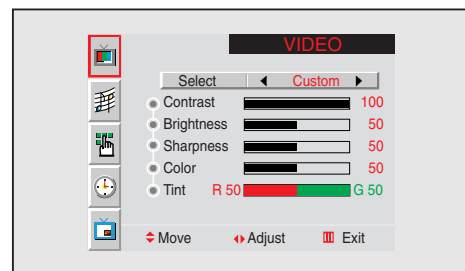 VIDEO
Select Custom
Contrast 100
Brightness 50
Sharpness 50
Color 50
Tint R 50 G 50
Move Adjust Exit